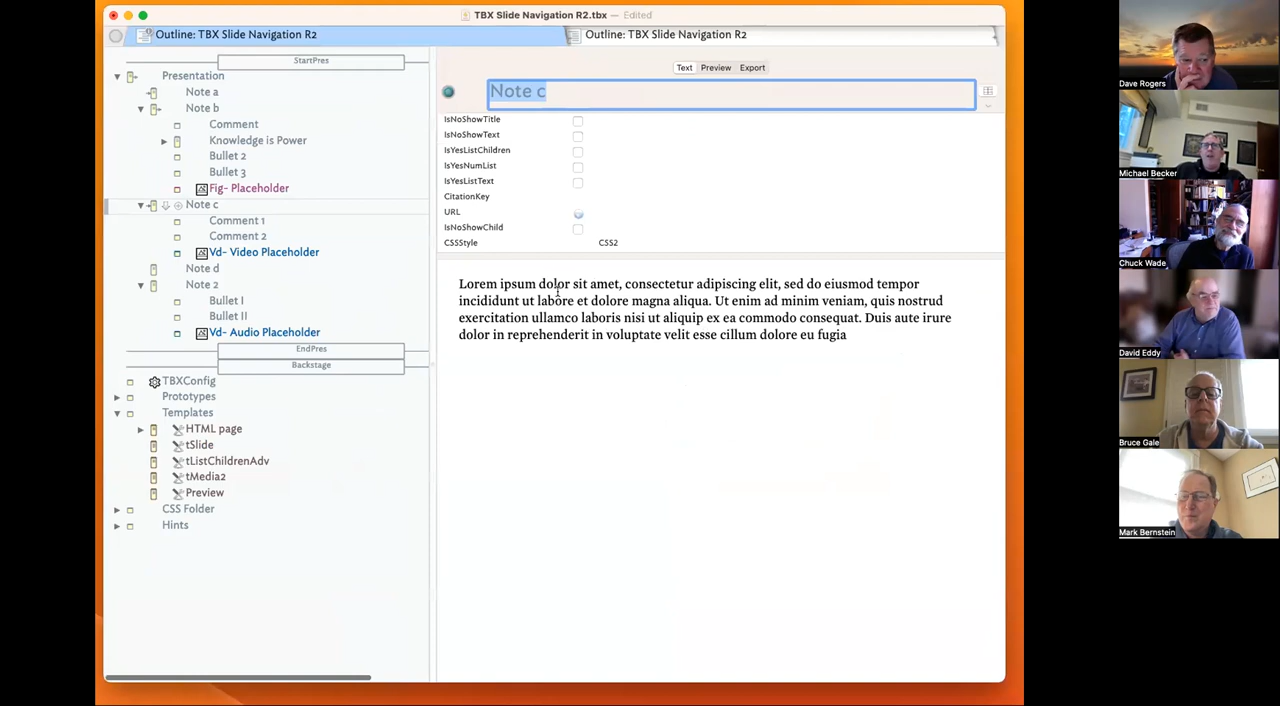 TBX Slide Navigation R2.tbx — Edited
Outline: TBX Slide Navigation R2
Outline: TBX Slide Navigation R2
StartPres
Presentation
Note a
Note b
Comment
Knowledge is Power
Bullet 2
Bullet 3
Fig- Placeholder
Note c
Comment 1
Comment 2
Vd- Video Placeholder
Note d
Note 2
Bullet I
Bullet II
Vd- Audio Placeholder
EndPres
Backstage
TBXConfig
Prototypes
Templates
HTML page
tSlide
tListChildrenAdv
tMedia2
Preview
CSS Folder
Hints
Text Preview Export
Note c
IsNoShowTitle
IsNoShowText
IsYesListChildren
IsYesNumList
IsYesListText
CitationKey
URL
IsNoShowChild
CSSStyle CSS2
Lorem ipsum dolor sit amet, consectetur adipiscing elit, sed do eiusmod tempor
incididunt ut labore et dolore magna aliqua. Ut enim ad minim veniam, quis nostrud
exercitation ullamco laboris nisi ut aliquip ex ea commodo consequat. Duis aute irure
dolor in reprehenderit in voluptate velit esse cillum dolore eu fugia
Dave Rogers
Michael Becker
Chuck Wade
David Eddy
Bruce Gale
Mark Bernstein